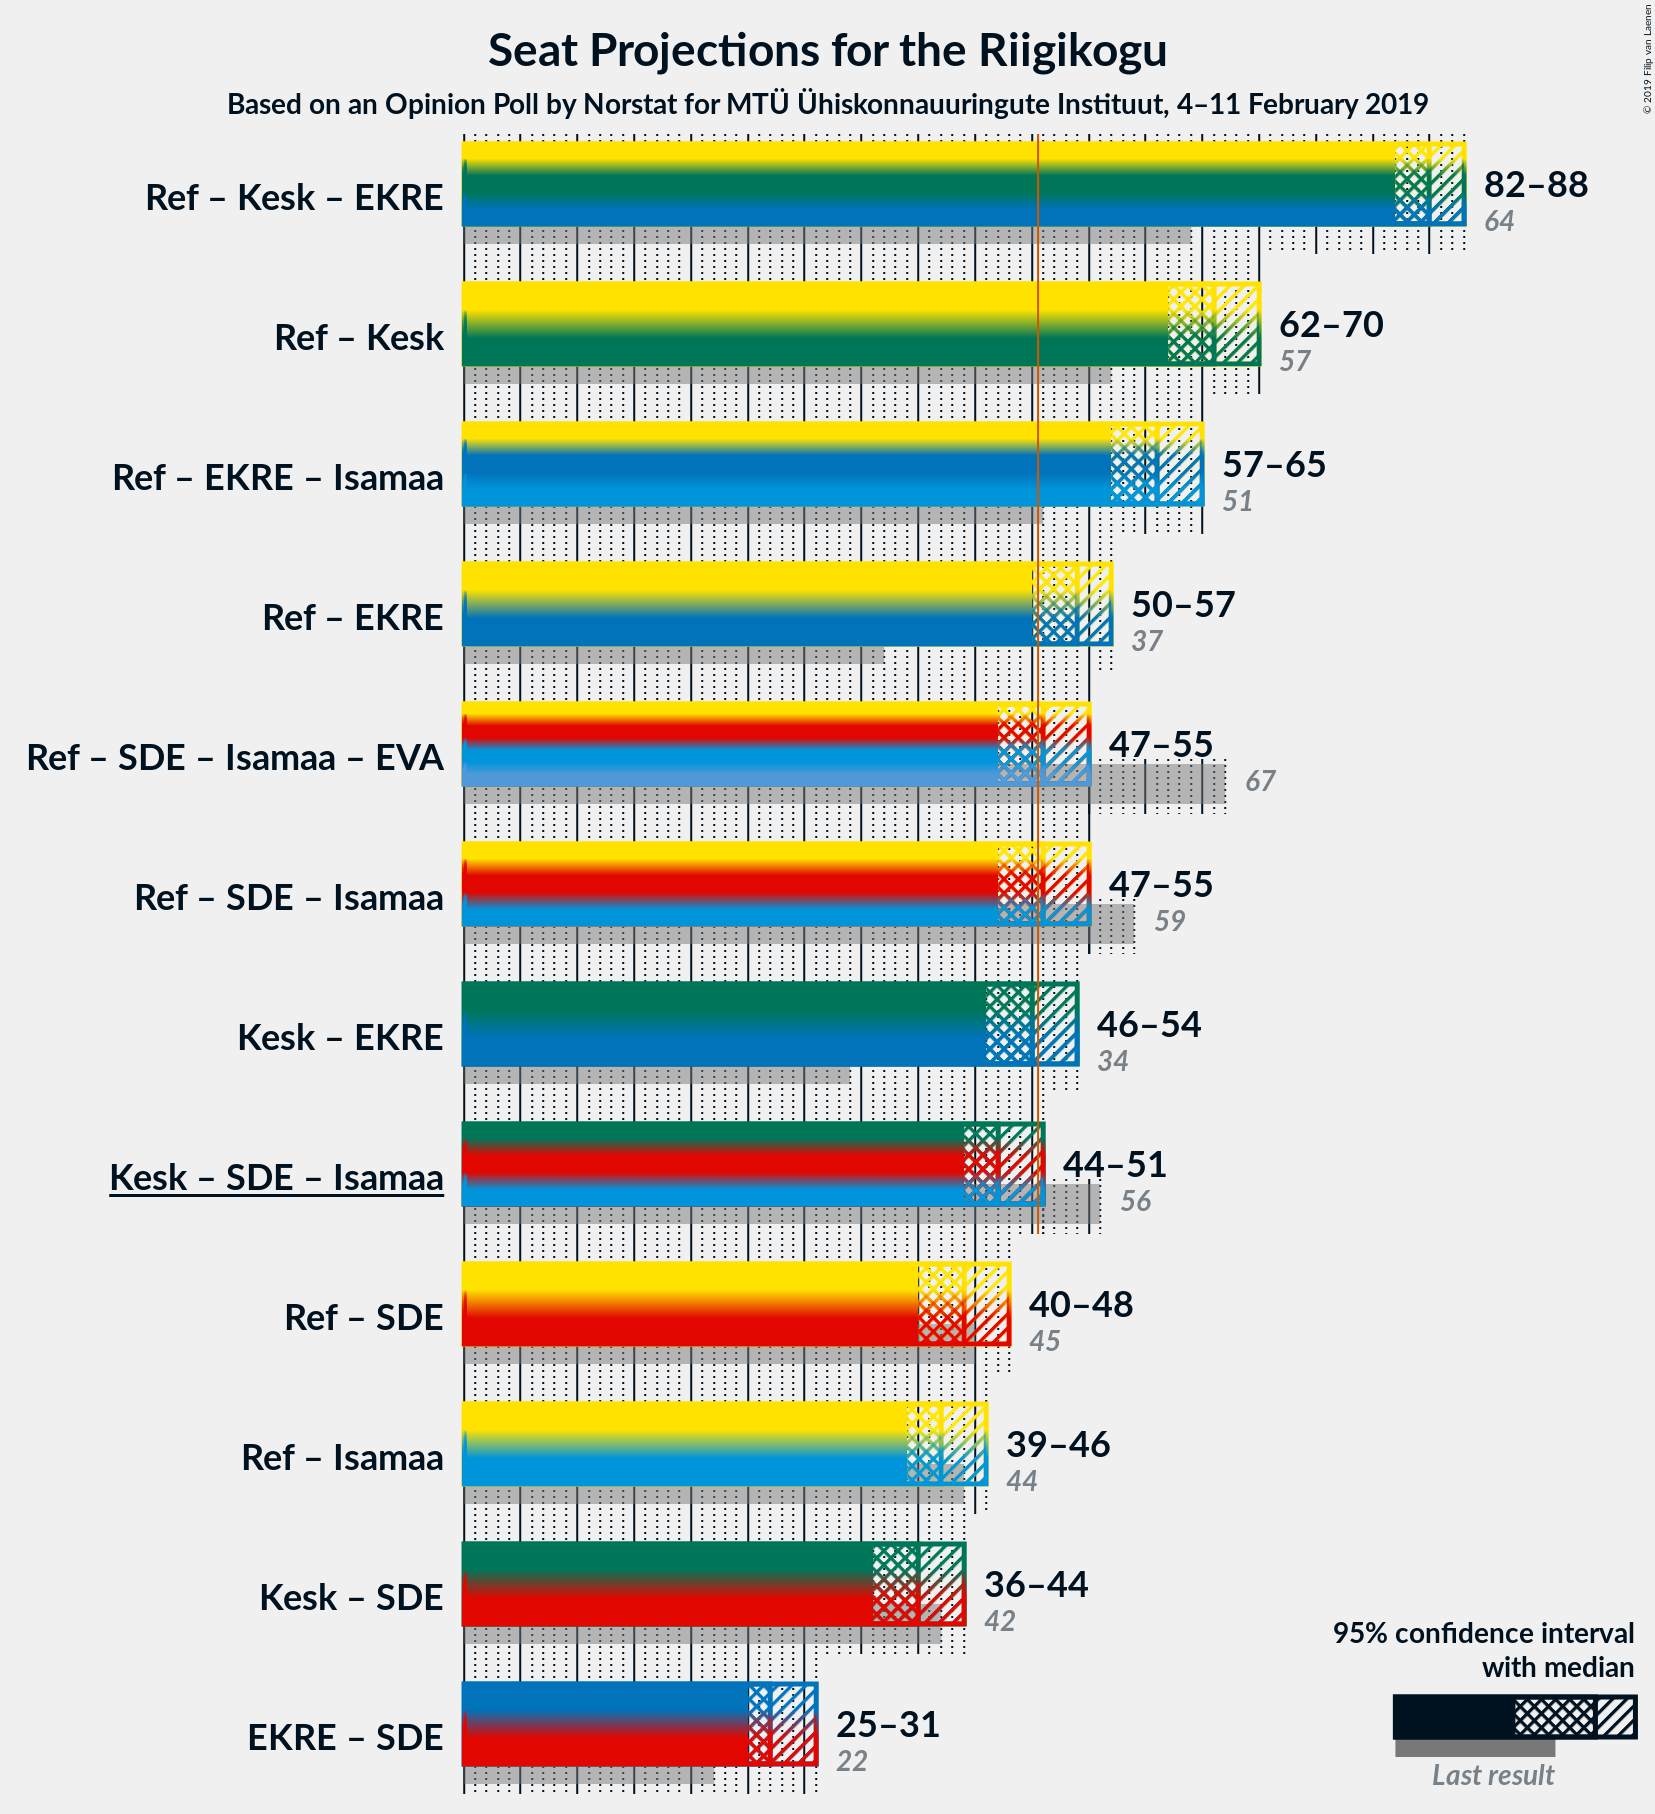 Seat Projections for the Riigikogu
Based on an Opinion Poll by Norstat for MTÜ Ühiskonnauuringute Instituut, 4–11 February 2019
© 2019 Filip van Laenen
Ref – Kesk – EKRE
82–88
64
Ref – Kesk
62–70
57
Ref – EKRE – Isamaa
57–65
51
Ref – EKRE
50–57
37
Ref – SDE – Isamaa – EVA
47–55
67
Ref – SDE – Isamaa
47–55
59
Kesk – EKRE
46–54
34
Kesk – SDE – Isamaa
44–51
56
Ref – SDE
40–48
45
Ref – Isamaa
39–46
44
Kesk – SDE
36–44
42
EKRE – SDE
25–31
22
95% confidence interval
with median
Last result